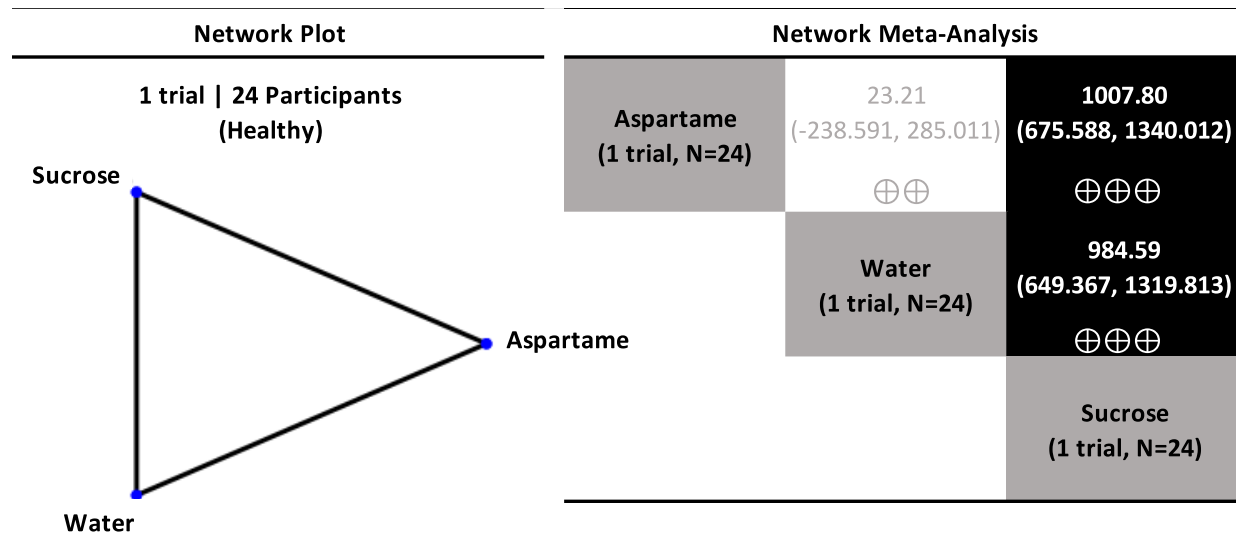 Network Plot
1 trial | 24 Participants
(Healthy)
Sucrose
Aspartame
Water
Network Meta-Analysis
Aspartame
(1 trial, N=24)
23.21
(-238.591, 285.011)
⊕⊕
1007.80
(675.588, 1340.012)
⊕⊕⊕
Water
(1 trial, N=24)
984.59
(649.367, 1319.813)
⊕⊕⊕
Sucrose
(1 trial, N=24)